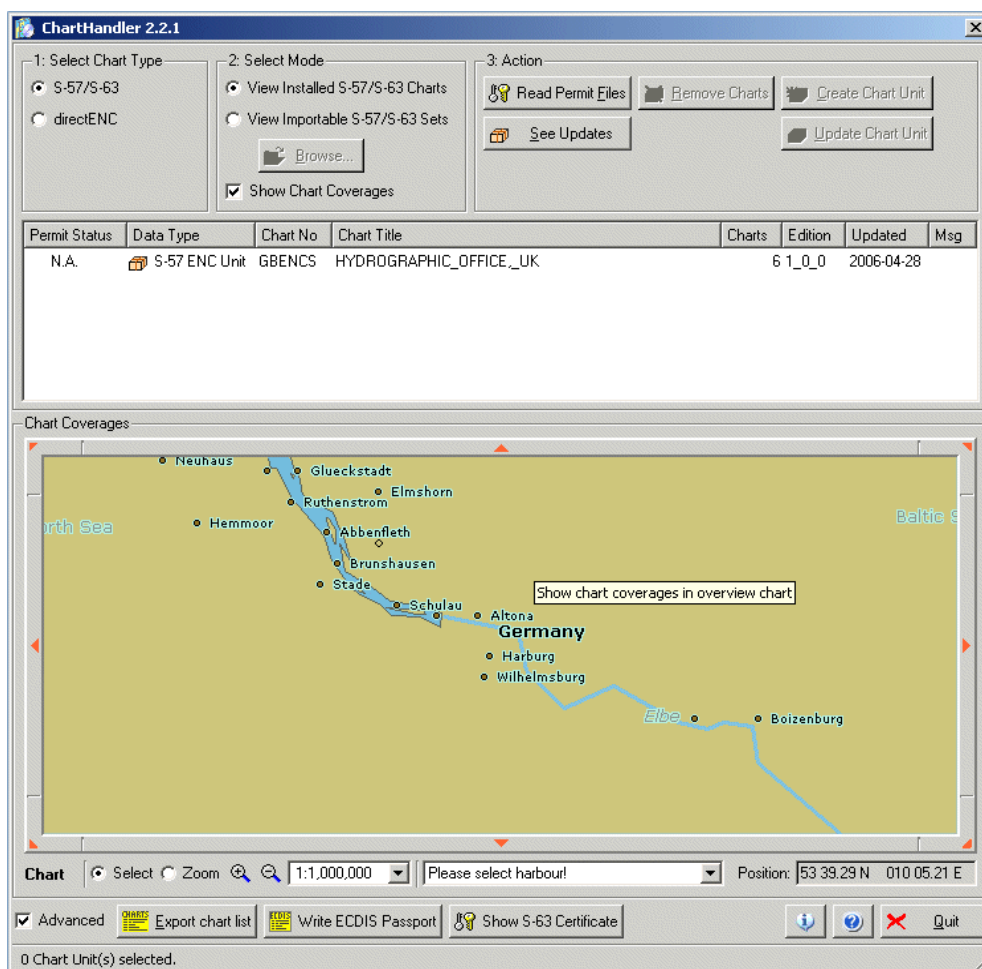 ChartHandler 2.2.1
1: Select Chart Type
S-57/S-63
directENC
2: Select Mode
View Installed S-57/S-63 Charts
View Importable S-57/S-63 Sets
Browse...
Show Chart Coverages
3: Action
Read Permit Files
Remove Charts
Create Chart Unit
See Updates
Update Chart Unit
Permit Status Data Type Chart No Chart Title Charts Edition Updated Msg
N.A. S-57 ENC Unit GBENCS HYDROGRAPHIC_OFFICE,_UK 6 1_0_0 2006-04-28
Chart Coverages
Neuhaus
Glueckstadt
Elmshorn
Ruthenstrom
orth Sea
Hemmoor
Baltic S
Abbenfleth
Brunshausen
Stade
Show chart coverages in overview chart
Schulau
Altona
Germany
Harburg
Wilhelmsburg
Elbe
Boizenburg
Chart Select Zoom 1:1,000,000 Please select harbour! Position: 53 39.29 N 010 05.21 E
Advanced CHARTS Export chart list ECDIS Write ECDIS Passport Show S-63 Certificate Quit
0 Chart Unit(s) selected.